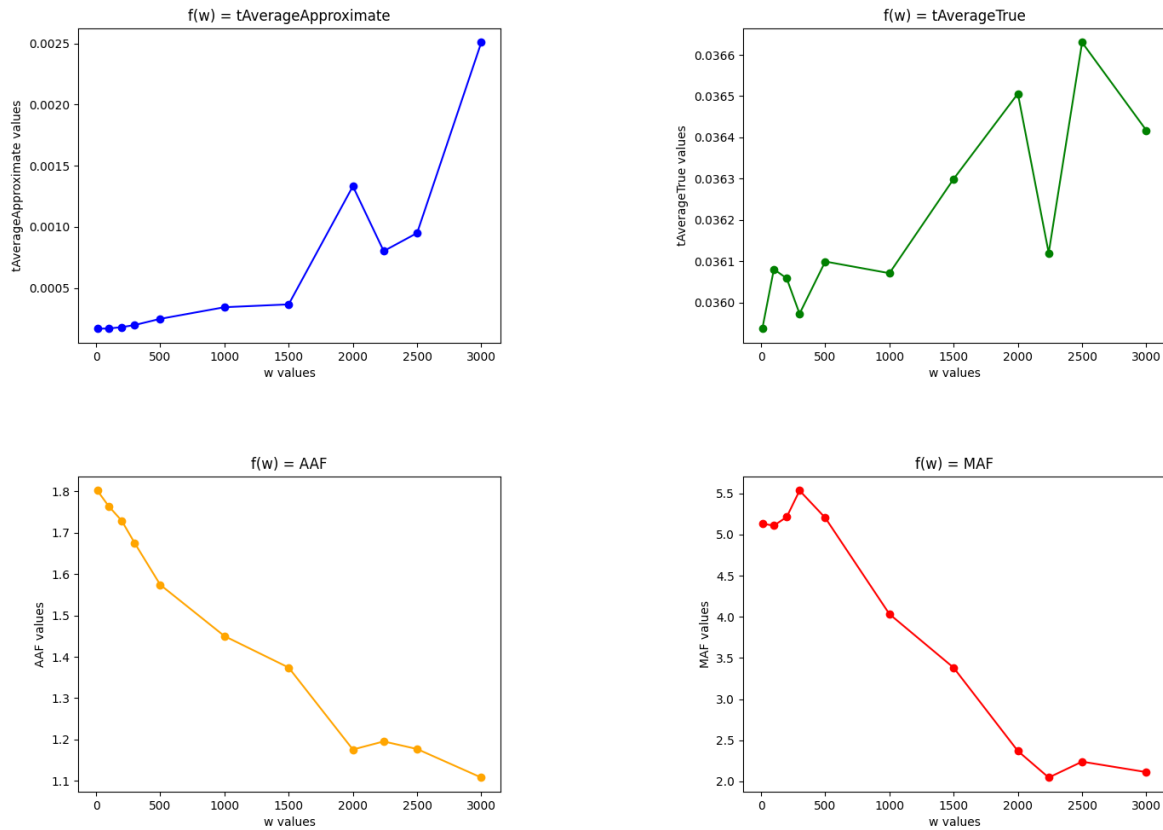 f(w) = tAverageApproximate
tAverageApproximate values
0.0025
0.0020
0.0015
0.0010
0.0005
0 500 1000 1500 2000 2500 3000
w values
f(w) = tAverageTrue
tAverageTrue values
0.0366
0.0365
0.0364
0.0363
0.0362
0.0361
0.0360
0 500 1000 1500 2000 2500 3000
w values
f(w) = AAF
AAF values
1.8
1.7
1.6
1.5
1.4
1.3
1.2
1.1
0 500 1000 1500 2000 2500 3000
w values
f(w) = MAF
MAF values
5.5
5.0
4.5
4.0
3.5
3.0
2.5
2.0
0 500 1000 1500 2000 2500 3000
w values